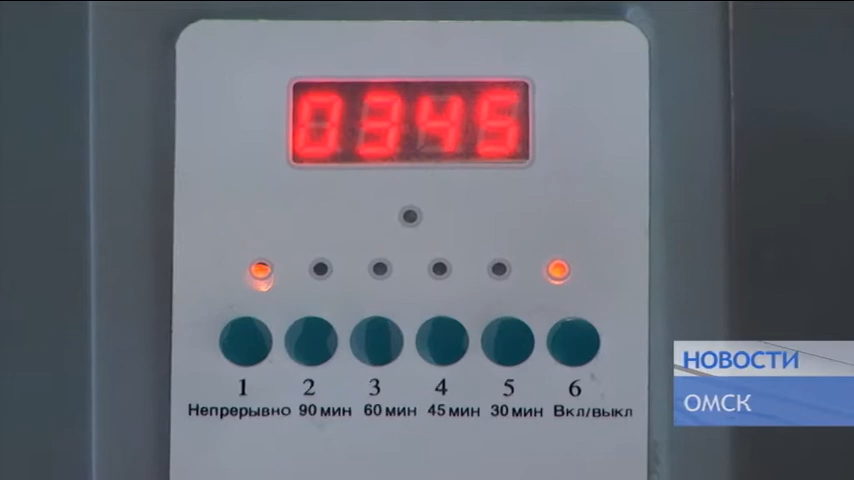 0345
1 2 3 4 5 6
Непрерывно 90 мин 60 мин 45 мин 30 мин Вкл/выкл
НОВОСТИ
ОМСК